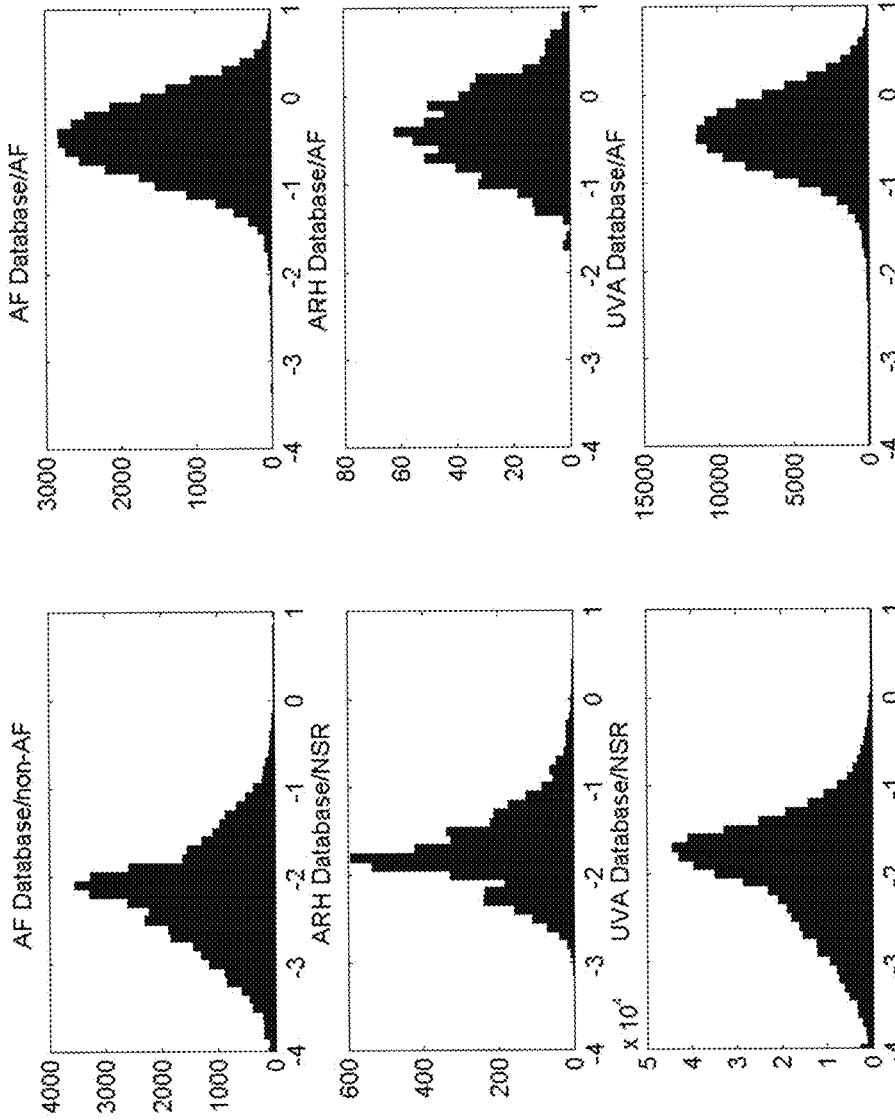 AF Database/non-AF
4000
3000
2000
1000
0
-4 -3 -2 -1 0 1
AF Database/AF
3000
2000
1000
0
-4 -3 -2 -1 0 1
ARH Database/NSR
600
400
200
0
-4 -3 -2 -1 0 1
ARH Database/AF
80
60
40
20
0
-4 -3 -2 -1 0 1
UVA Database/NSR
x 10⁴
5
4
3
2
1
0
-4 -3 -2 -1 0 1
UVA Database/AF
15000
10000
5000
0
-4 -3 -2 -1 0 1